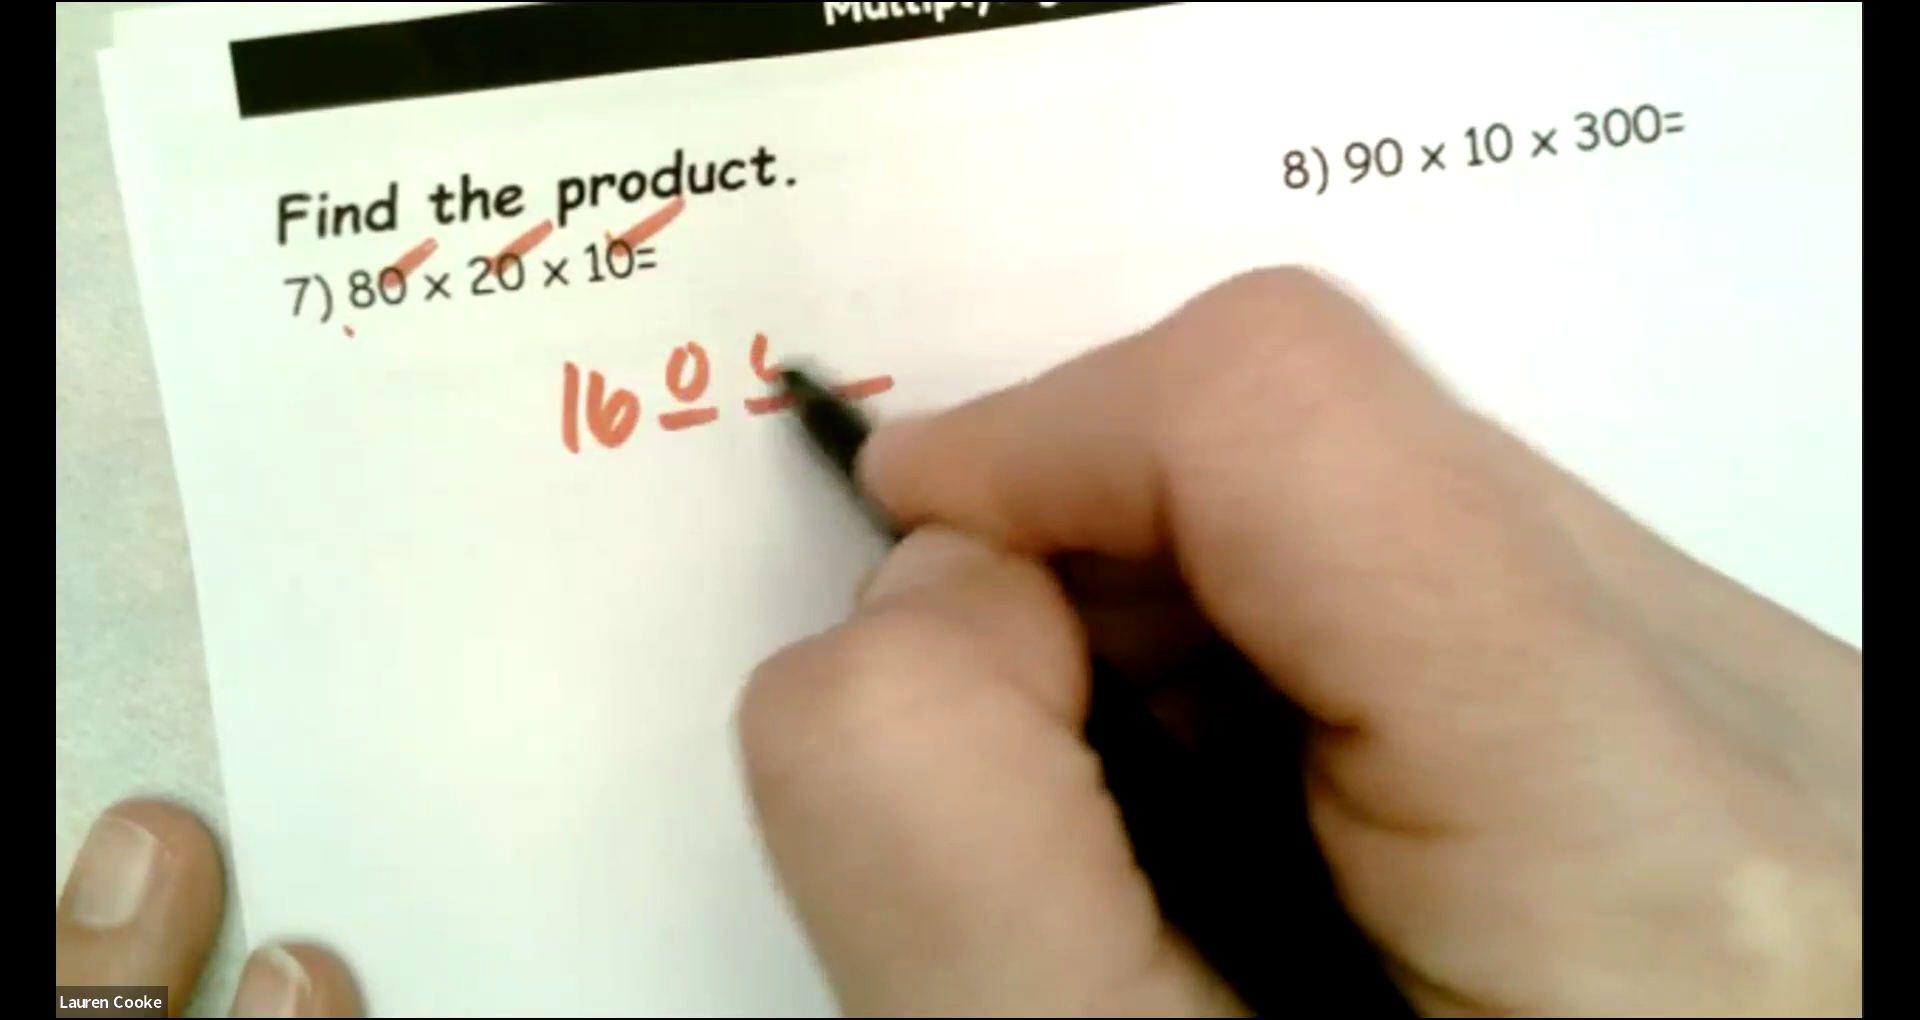 Find the product.
7) 80 x 20 x 10=
8) 90 x 10 x 300=
16 0
Lauren Cooke